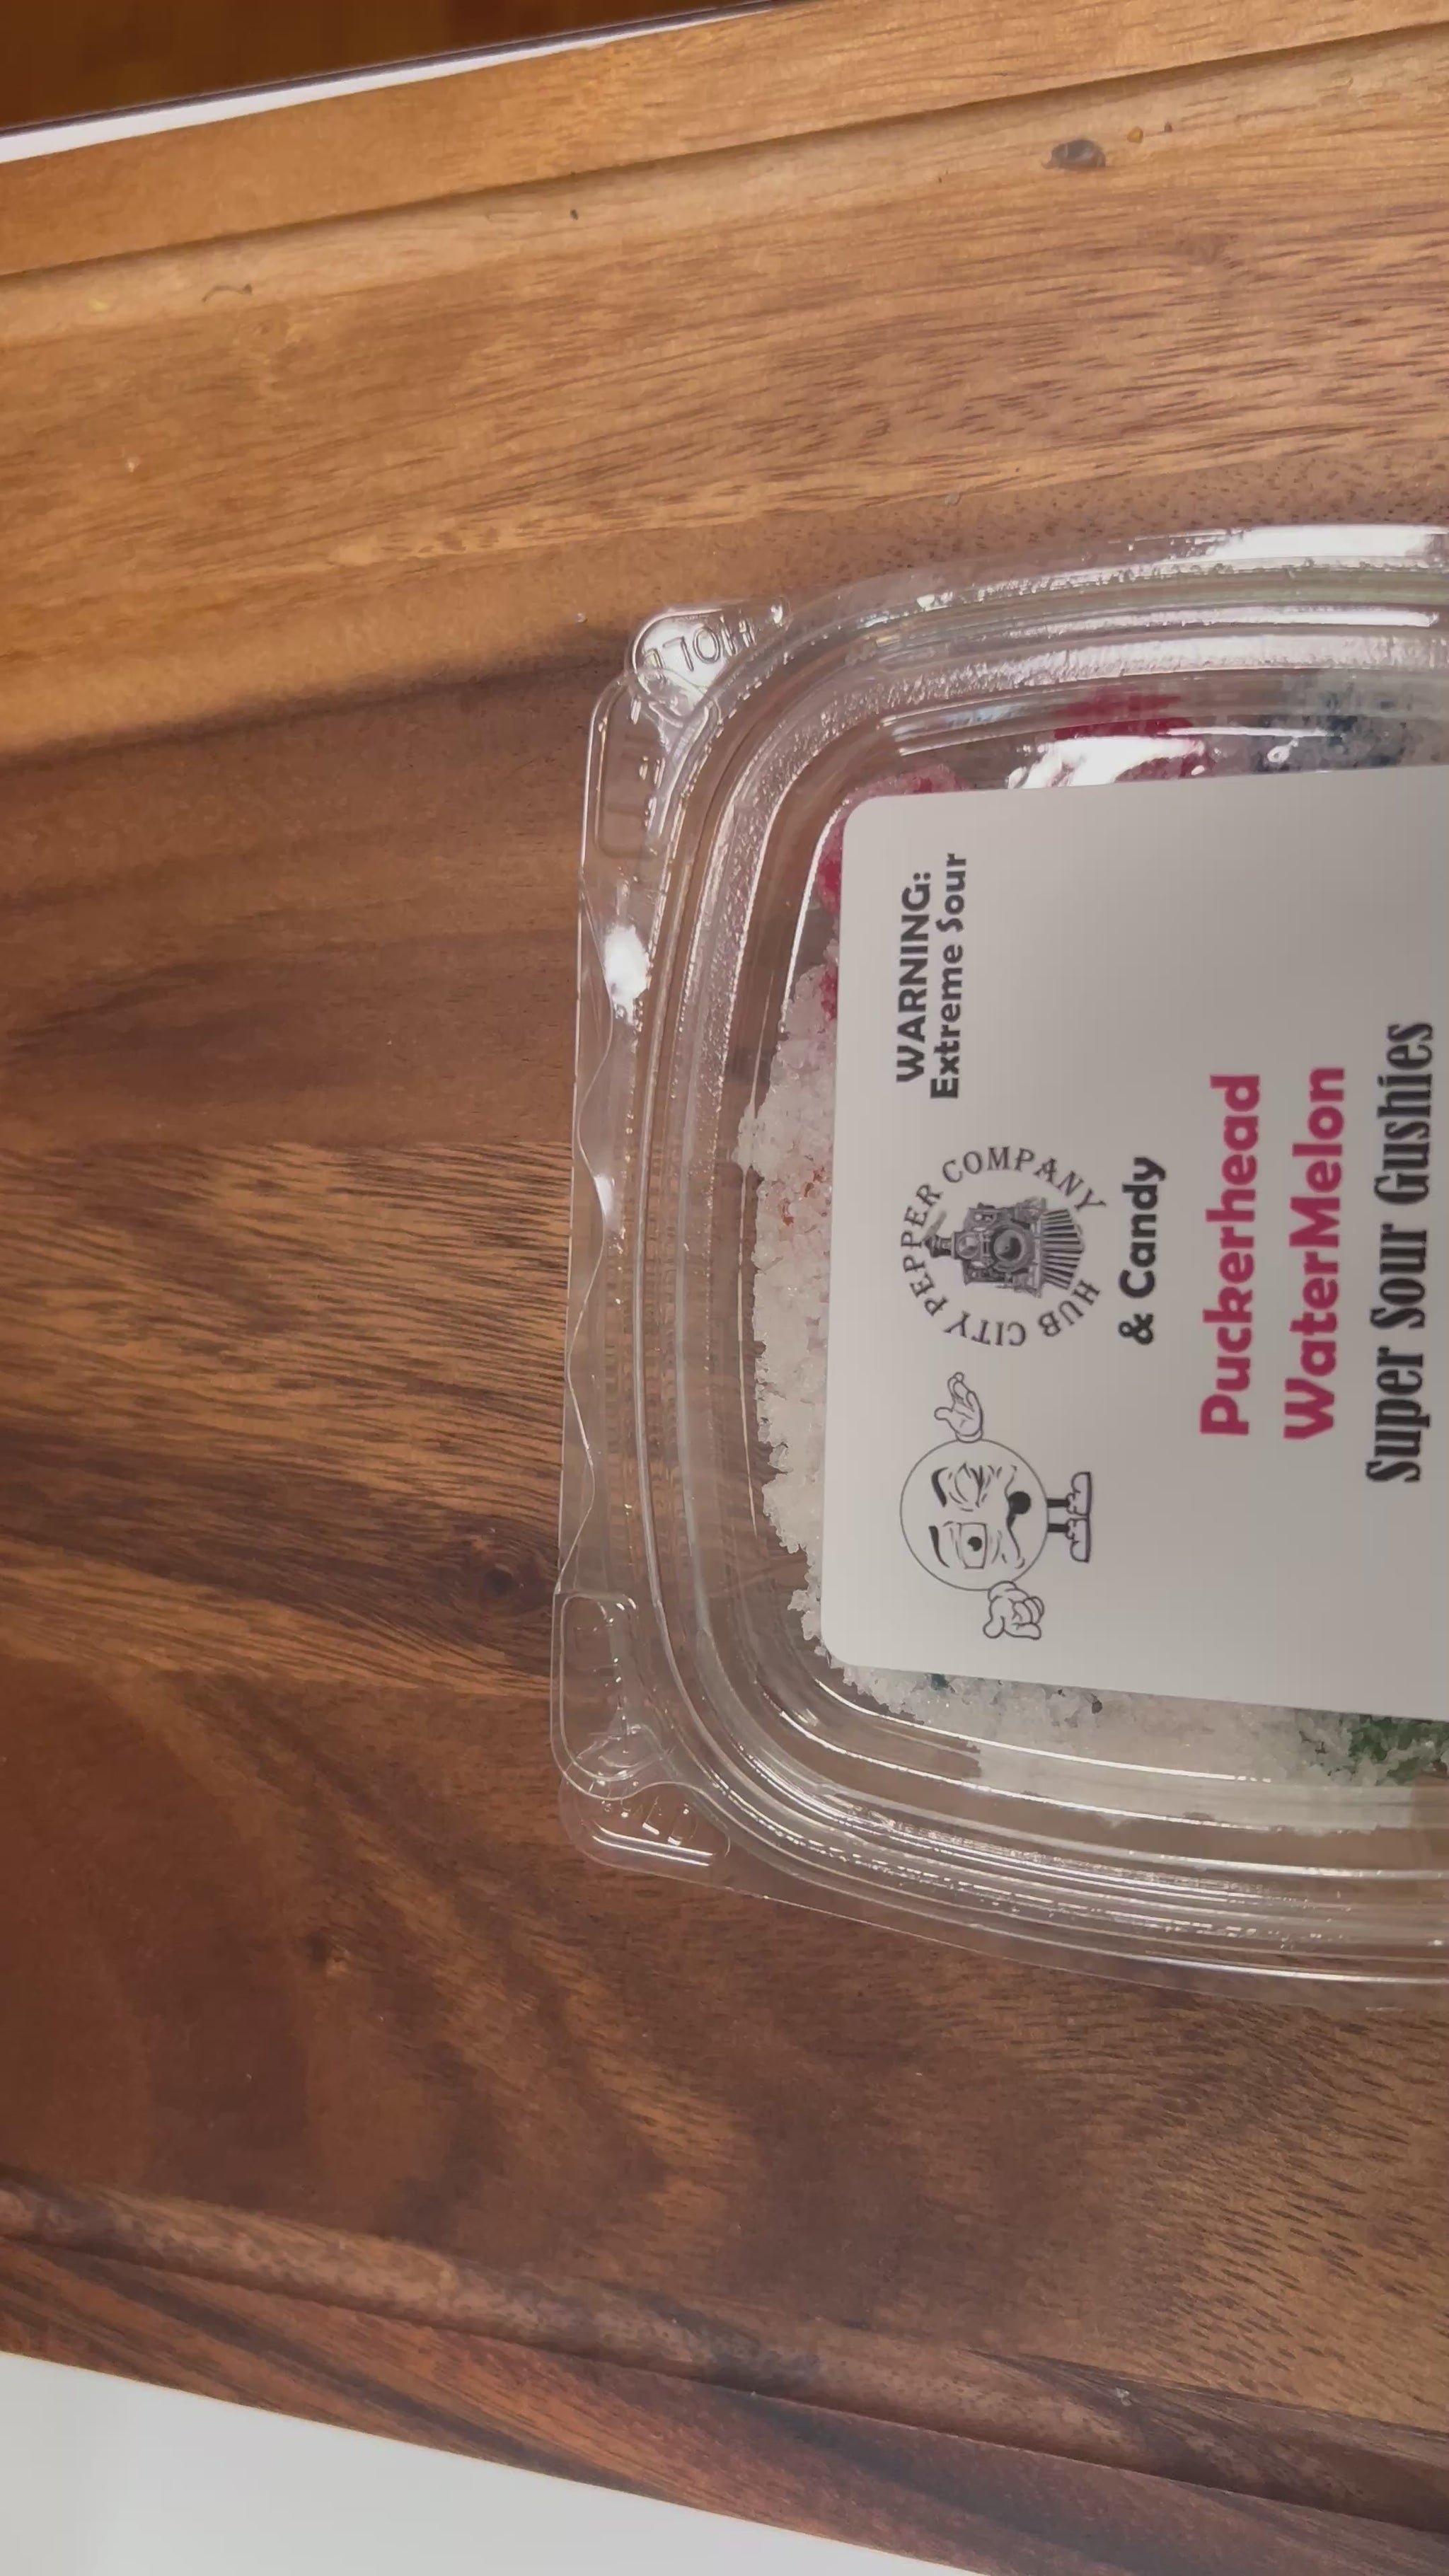 WARNING:
Extreme Sour
HUB CITY PEPPER COMPANY
& Candy
Puckerhead
WaterMelon
Super Sour Gushies